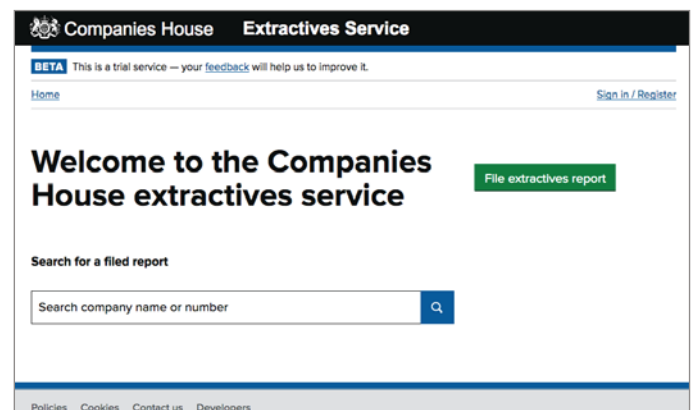 Companies House Extractives Service
BETA This is a trial service — your feedback will help us to improve it.
Home Sign in / Register
Welcome to the Companies
House extractives service
File extractives report
Search for a filed report
Search company name or number
Policies Cookies Contact us Developers